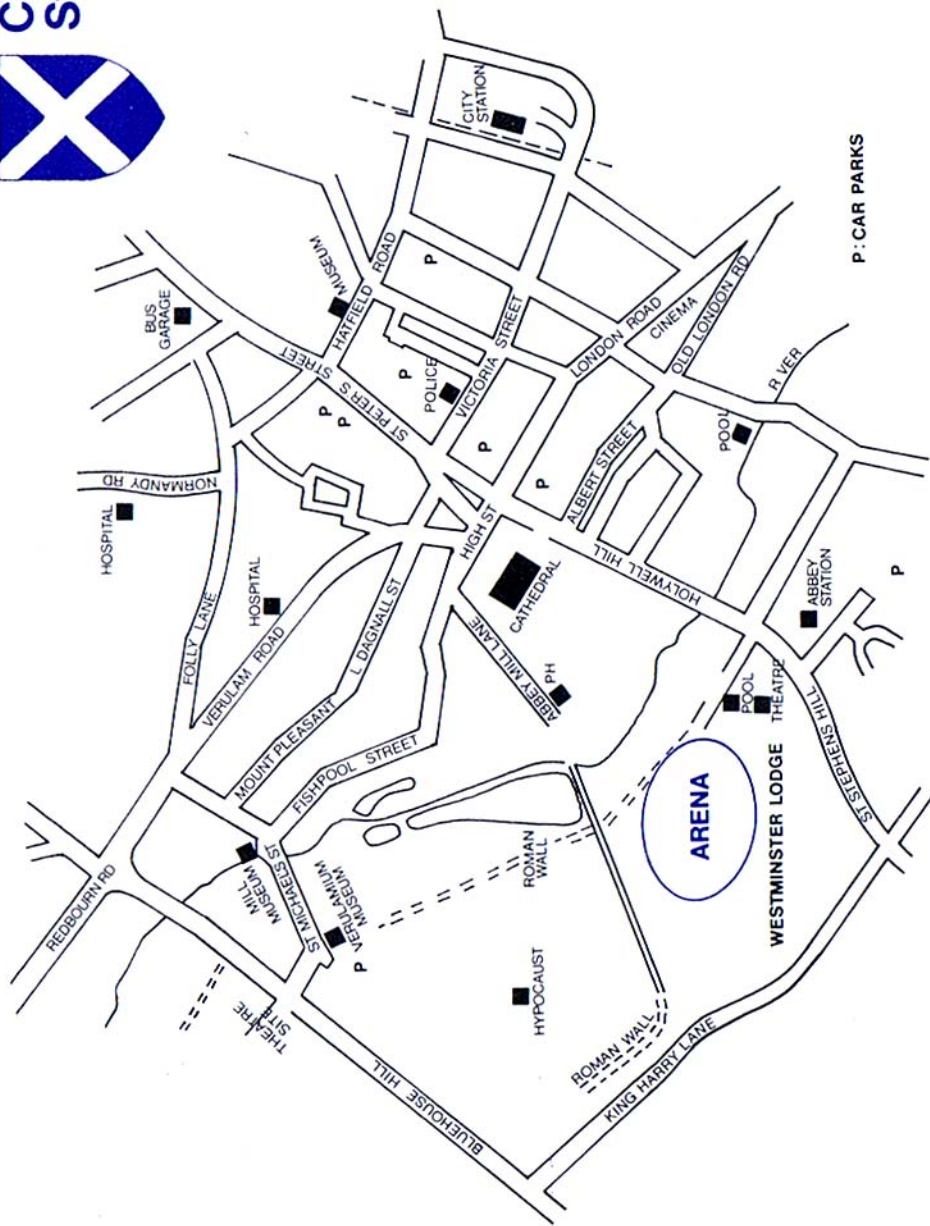 C
S
CITY
STATION
P : CAR PARKS
BUS
GARAGE
MUSEUM
HATFIELD ROAD
P
ST PETER'S STREET
P
P
P
POLICE
VICTORIA STREET
LONDON ROAD
CINEMA
OLD LONDON RD
R VER
POOL
P
P
ALBERT STREET
NORMANDY RD
HOSPITAL
HOSPITAL
FOLLY LANE
VERULAM ROAD
L DAGNALL ST
MOUNT PLEASANT
FISHPOOL STREET
HIGH ST
CATHEDRAL
HOLYWELL HILL
ABBEY MILL LANE
PH
ABBEY
STATION
P
POOL
THEATRE
WESTMINSTER LODGE
ARENA
ST STEPHENS HILL
REDBOURN RD
MILL
MUSEUM
ST MICHAELS ST
VERULAMIUM
MUSEUM
P
ROMAN
WALL
THEATRE
SITE
HYPOCAUST
ROMAN WALL
KING HARRY LANE
BLUEHOUSE HILL